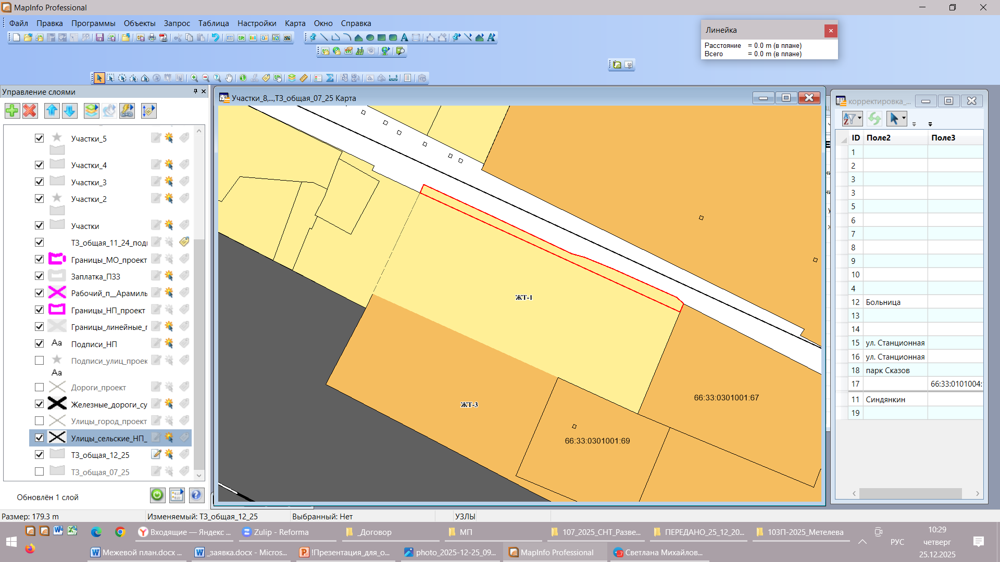 MapInfo Professional
Файл Правка Программы Объекты Запрос Таблица Настройки Карта Окно Справка
Линейка
Расстояние = 0.0 m (в плане)
Всего = 0.0 m (в плане)
Управление слоями
Участки_5
Участки_4
Участки_3
Участки_2
Участки
ТЗ_общая_11_24_под
Границы_МО_проект
Заплатка_ПЗЗ
Рабочий_п__Арамиль
Границы_НП_проект
Границы_линейные_г
Aa Подписи_НП
Подписи_улиц_проек
Aa
Дороги_проект
Железные_дороги_су
Улицы_город_проект
Улицы_сельские_НП_
ТЗ_общая_12_25
ТЗ_общая_07_25
Обновлён 1 слой
Участки_8,...,ТЗ_общая_07_25 Карта
ЖТ-1
ЖТ-3
66:33:0301001:67
66:33:0301001:69
корректировка_...
ID Поле2 Поле3
1
2
3
3
5
6
7
8
9
10
4
12 Больница
13
14
15 ул. Станционная
16 ул. Станционная
18 парк Сказов
17 66:33:0101004:
11 Синдянкин
19
Размер: 179.3 m Изменяемый: ТЗ_общая_12_25 Выбранный: Нет УЗЛЫ
Входящие — Яндекс ... Zulip - Reforma _Договор МП 107_2025_СНТ_Разве... ПЕРЕДАНО_25_12_20... 103П-2025_Метелева
Межевой план.docx ... _заявка.docx - Micros... !Презентация_для_о... photo_2025-12-25_09... MapInfo Professional Светлана Михайлов...
РУС
10:29
четверг
25.12.2025